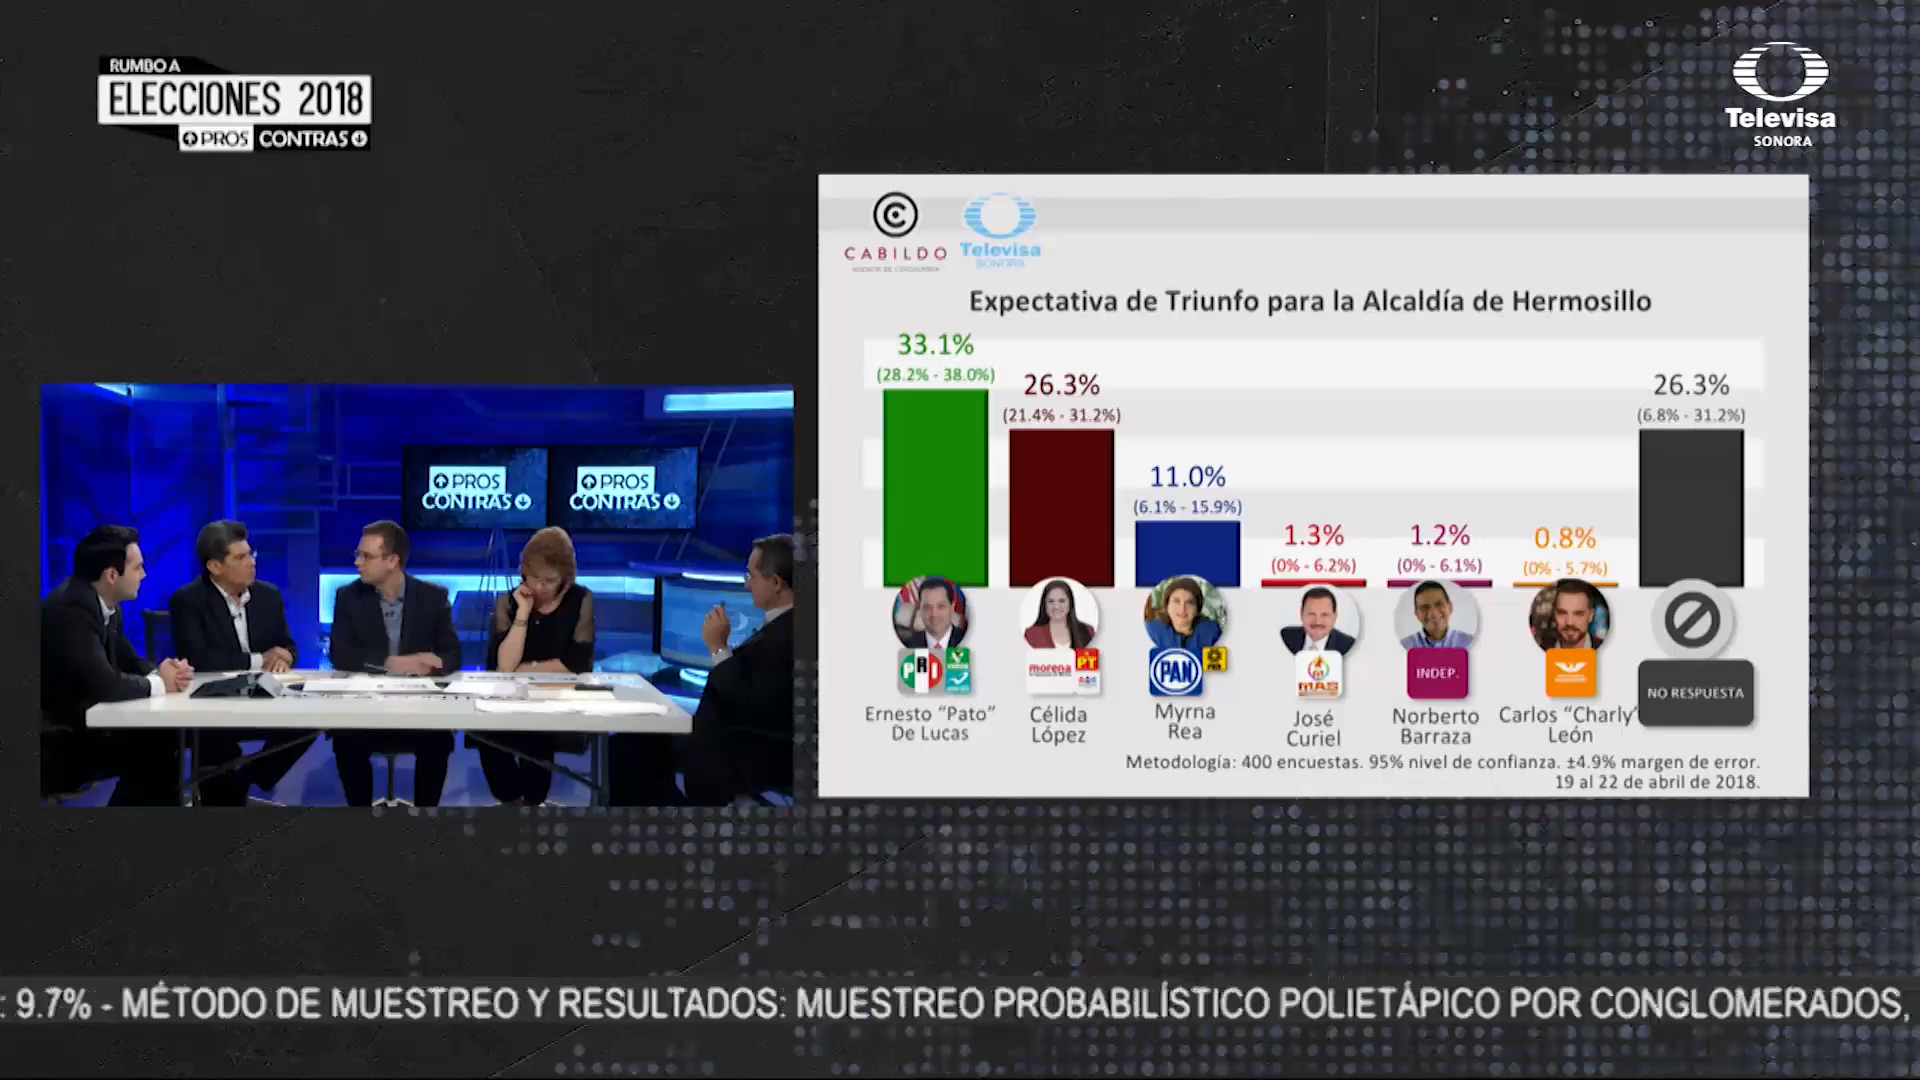 RUMBO A
ELECCIONES 2018
PROS CONTRAS
Televisa
SONORA
CABILDO
Televisa
SONORA
Expectativa de Triunfo para la Alcaldía de Hermosillo
33.1%
(28.2% - 38.0%)
26.3%
(21.4% - 31.2%)
11.0%
(6.1% - 15.9%)
1.3%
(0% - 6.2%)
1.2%
(0% - 6.1%)
0.8%
(0% - 5.7%)
26.3%
(6.8% - 31.2%)
PROS
CONTRAS
PROS
CONTRAS
PRI
morena
PT
PAN
PRD
MAS
INDEP.
NO RESPUESTA
Ernesto “Pato”
De Lucas
Célida
López
Myrna
Rea
José
Curiel
Norberto
Barraza
Carlos “Charly”
León
Metodología: 400 encuestas. 95% nivel de confianza. ±4.9% margen de error.
19 al 22 de abril de 2018.
: 9.7% - MÉTODO DE MUESTREO Y RESULTADOS: MUESTREO PROBABILÍSTICO POLIETÁPICO POR CONGLOMERADOS,